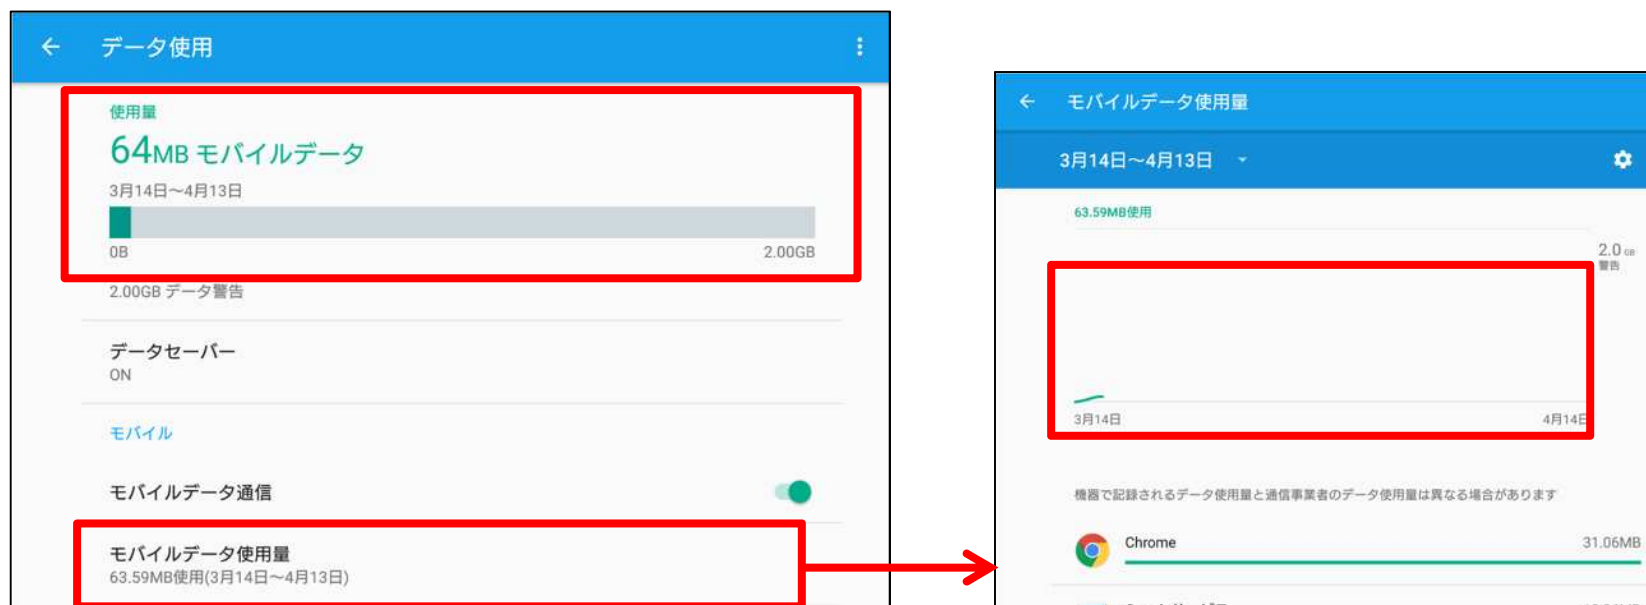 データ使用
使用量
64MB モバイルデータ
3月14日～4月13日
0B 2.00GB
2.00GB データ警告
データセーバー
ON
モバイル
モバイルデータ通信
モバイルデータ使用量
63.59MB使用(3月14日～4月13日)
モバイルデータ使用量
3月14日～4月13日
63.59MB使用
2.0 GB
警告
3月14日 4月14日
機器で記録されるデータ使用量と通信事業者のデータ使用量は異なる場合があります
Chrome 31.06MB